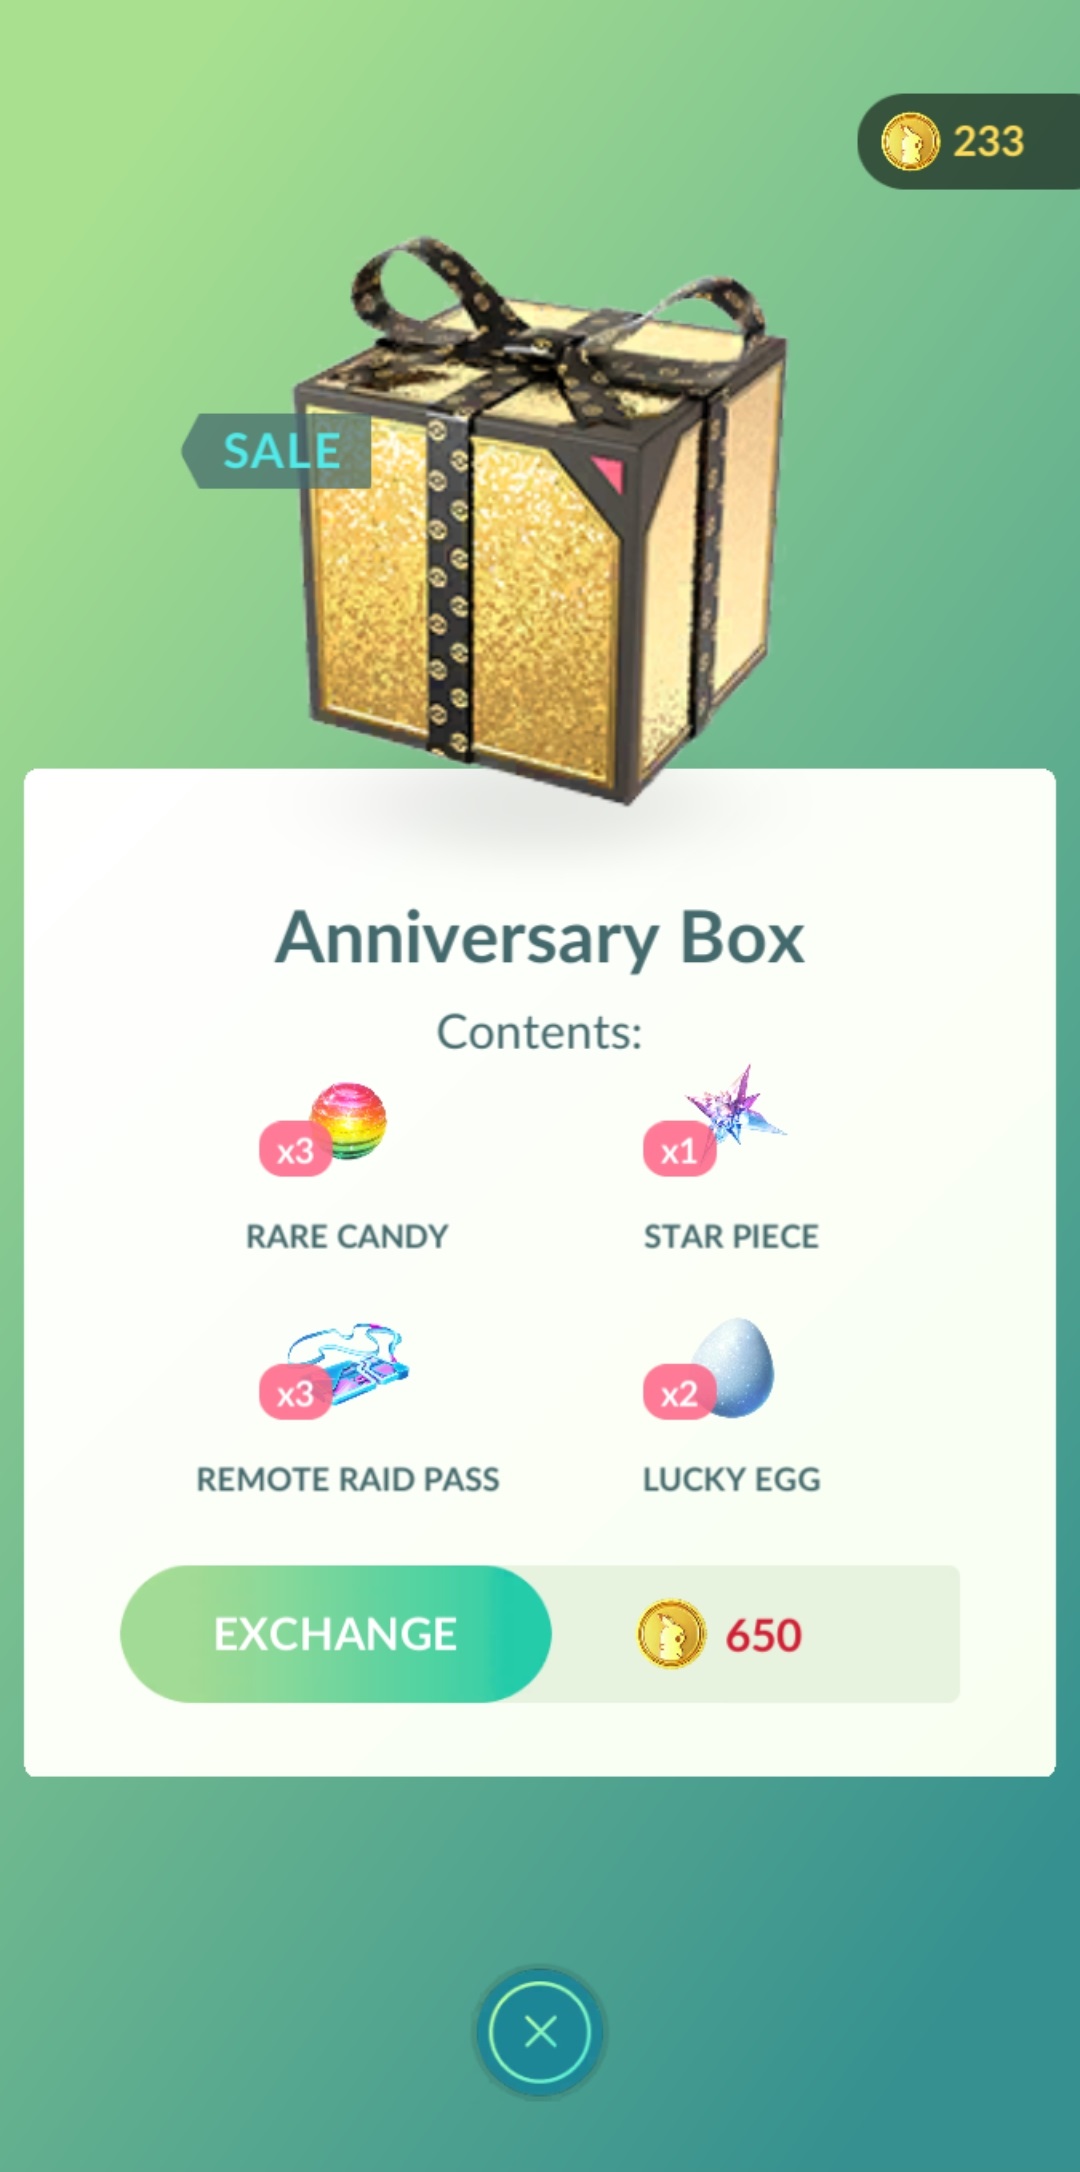 233
SALE
Anniversary Box
Contents:
x3
x1
RARE CANDY
STAR PIECE
x3
x2
REMOTE RAID PASS
LUCKY EGG
EXCHANGE
650